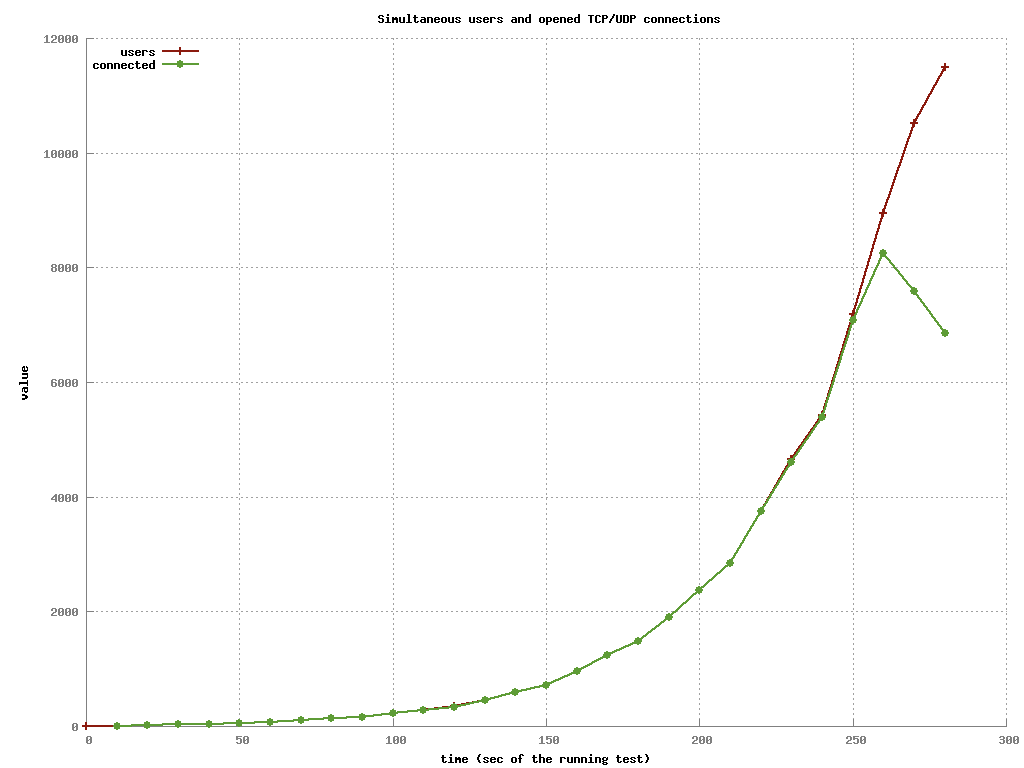 Simultaneous users and opened TCP/UDP connections
12000
users
connected
10000
8000
6000
value
4000
2000
0
0 50 100 150 200 250 300
time (sec of the running test)